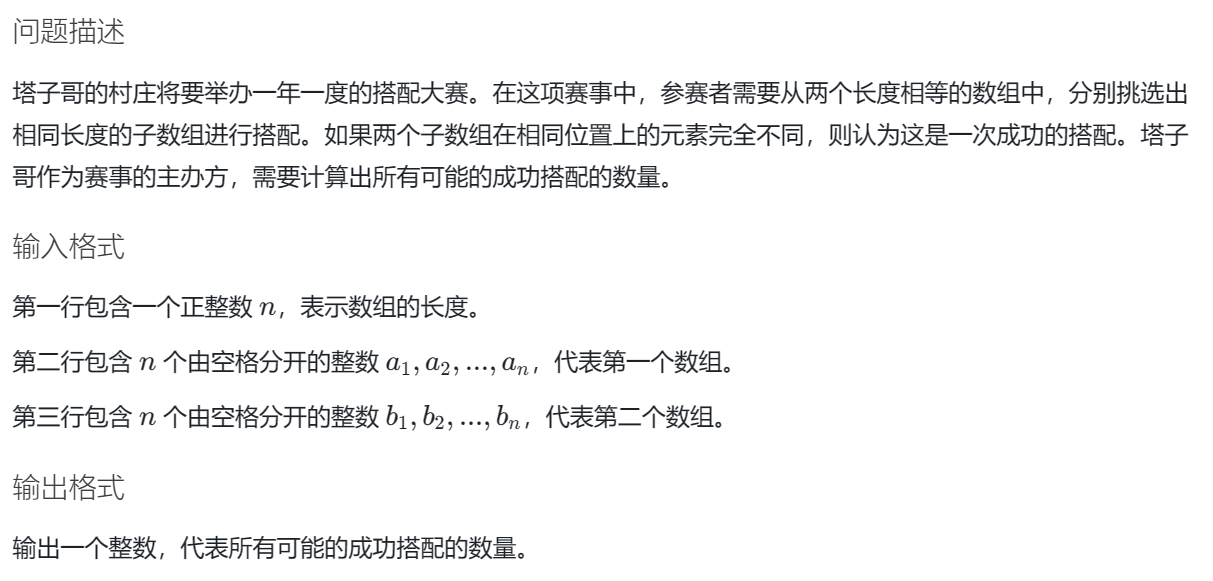 问题描述
塔子哥的村庄将要举办一年一度的搭配大赛。在这项赛事中，参赛者需要从两个长度相等的数组中，分别挑选出
相同长度的子数组进行搭配。如果两个子数组在相同位置上的元素完全不同，则认为这是一次成功的搭配。塔子
哥作为赛事的主办方，需要计算出所有可能的成功搭配的数量。
输入格式
第一行包含一个正整数 n，表示数组的长度。
第二行包含 n 个由空格分开的整数 a₁, a₂, ..., aₙ，代表第一个数组。
第三行包含 n 个由空格分开的整数 b₁, b₂, ..., bₙ，代表第二个数组。
输出格式
输出一个整数，代表所有可能的成功搭配的数量。